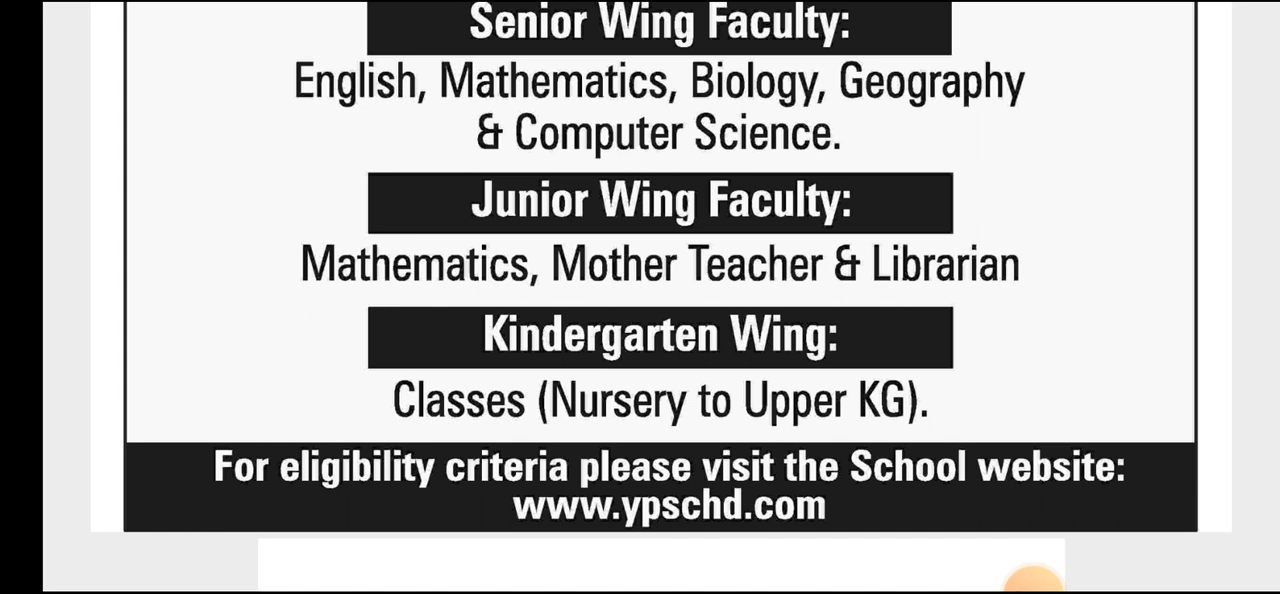 Senior Wing Faculty:
English, Mathematics, Biology, Geography
& Computer Science.
Junior Wing Faculty:
Mathematics, Mother Teacher & Librarian
Kindergarten Wing:
Classes (Nursery to Upper KG).
For eligibility criteria please visit the School website:
www.ypschd.com